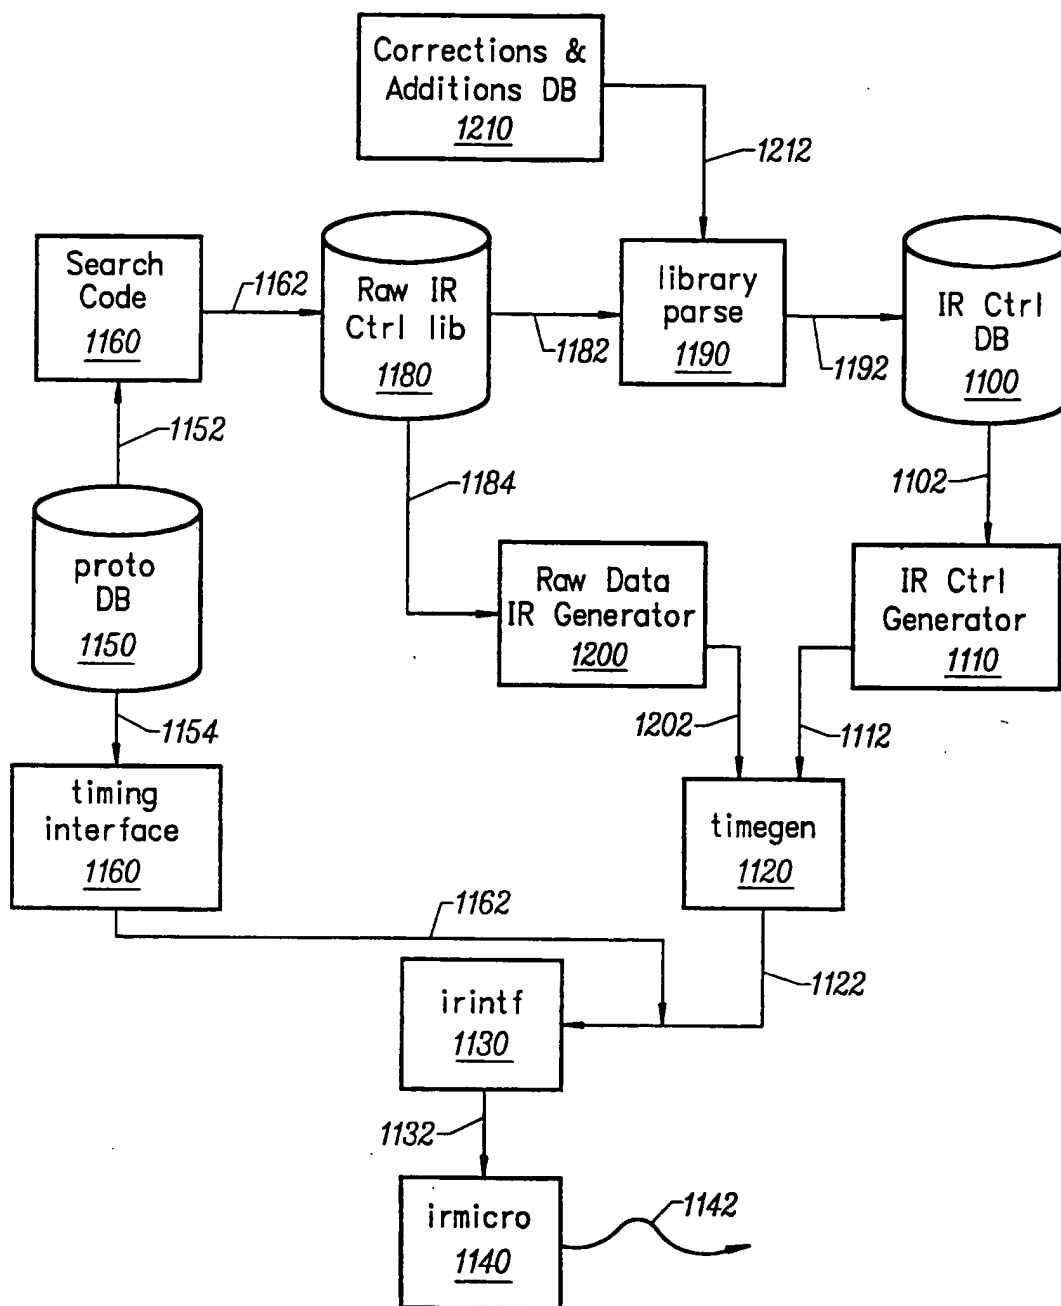 Corrections &
Additions DB
1210
1212
Search
Code
1160
1162
Raw IR
Ctrl lib
1180
1182
library
parse
1190
1192
IR Ctrl
DB
1100
1152
1184
1102
proto
DB
1150
Raw Data
IR Generator
1200
IR Ctrl
Generator
1110
1154
1202
1112
timing
interface
1160
timegen
1120
1162
1122
irintf
1130
1132
irmicro
1140
1142